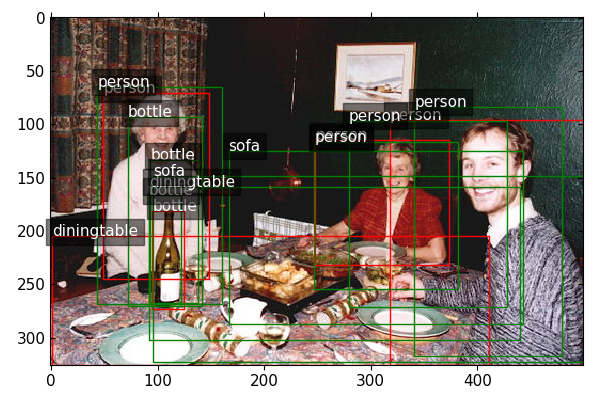 0
50
100
150
200
250
300
0
100
200
300
400
person
person
bottle
person
person
person
person
sofa
bottle
sofa
diningtable
bottle
bottle
diningtable